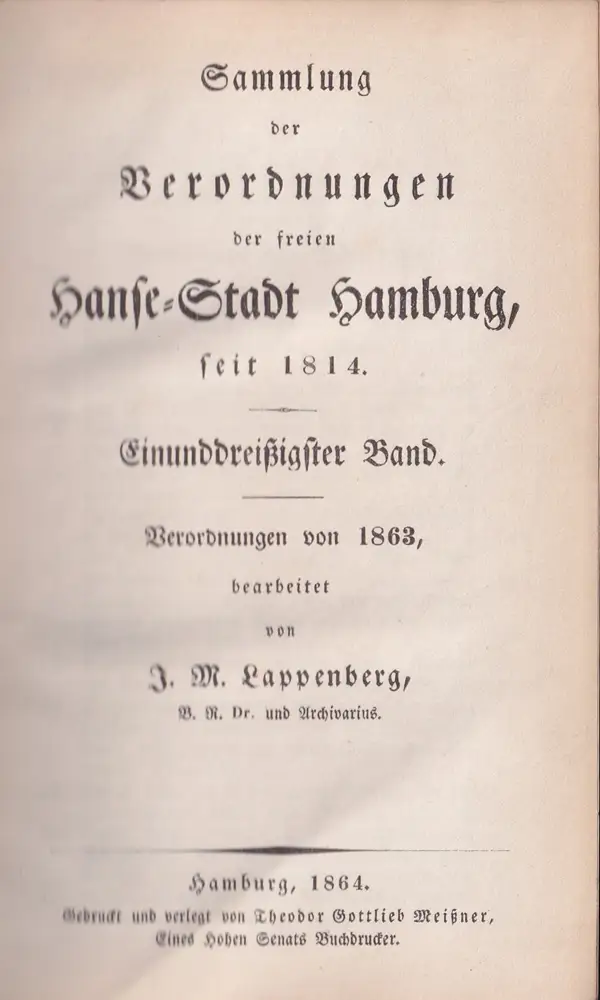 Sammlung
der
Verordnungen
der freien
Hanse-Stadt Hamburg,
seit 1814.
Einunddreißigster Band.
Verordnungen von 1863,
bearbeitet
von
J. M. Lappenberg,
B. R. Dr. und Archivarius.
Hamburg, 1864.
Gedruckt und verlegt von Theodor Gottlieb Meißner,
Eines Hohen Senats Buchdrucker.